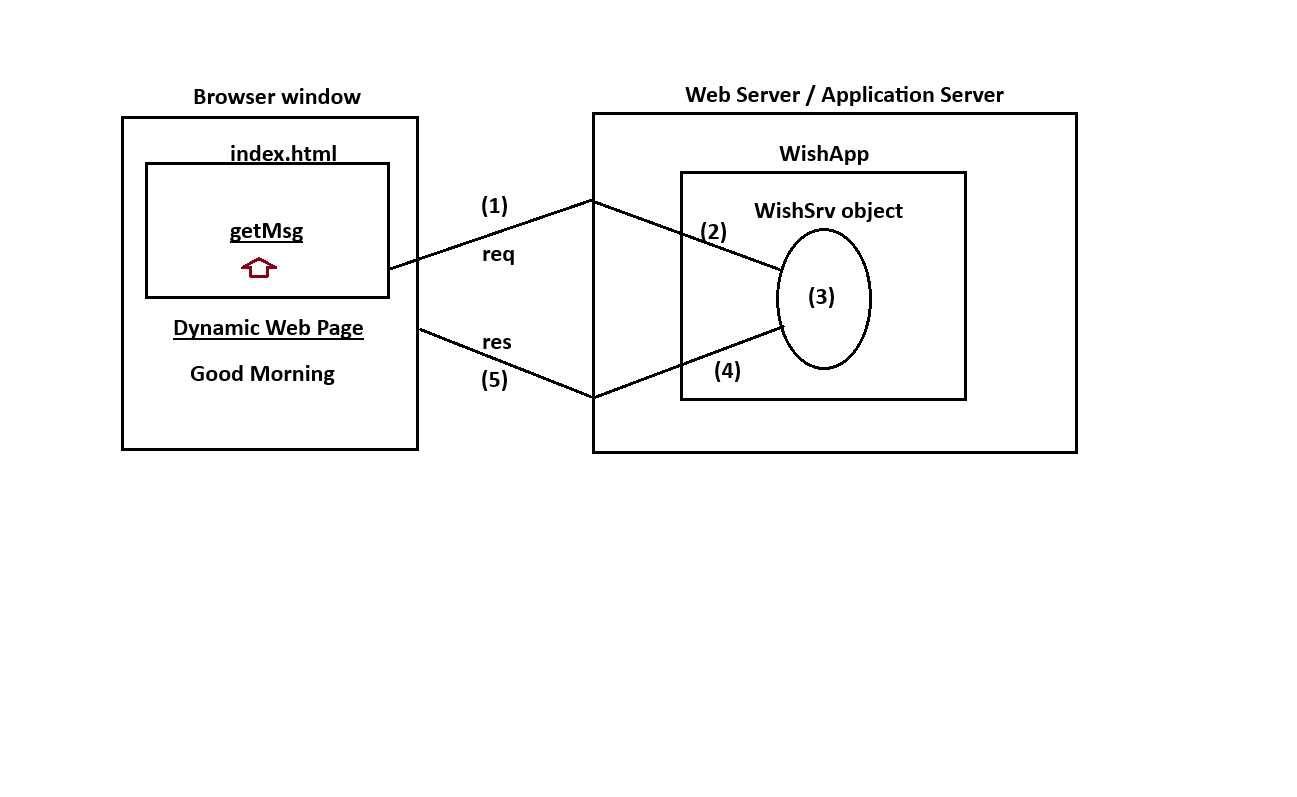 Browser window
index.html
getMsg
Dynamic Web Page
Good Morning
(1)
req
res
(5)
Web Server / Application Server
WishApp
WishSrv object
(2)
(3)
(4)